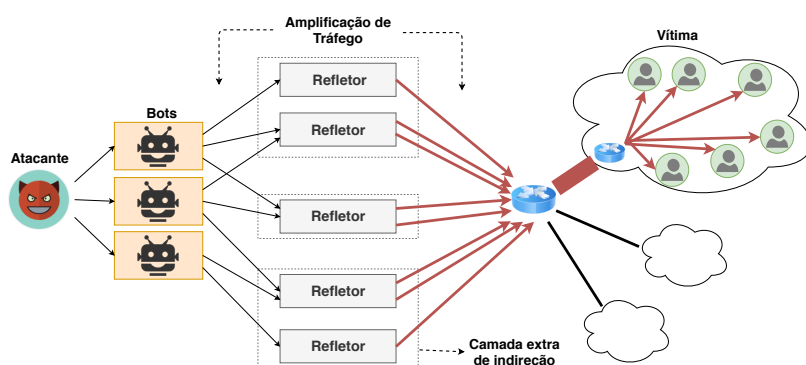 Amplificação de
Tráfego
Vítima
Refletor
Bots
Refletor
Atacante
Refletor
Refletor
Refletor
Camada extra
de indireção